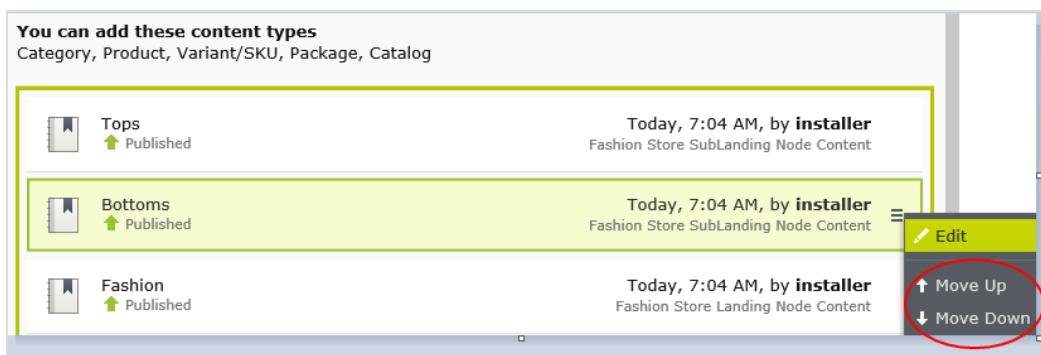 You can add these content types
Category, Product, Variant/SKU, Package, Catalog
Tops
Today, 7:04 AM, by installer
Published
Fashion Store SubLanding Node Content
Bottoms
Today, 7:04 AM, by installer
Published
Fashion Store SubLanding Node Content
Edit
Fashion
Today, 7:04 AM, by installer
Move Up
Published
Fashion Store Landing Node Content
Move Down